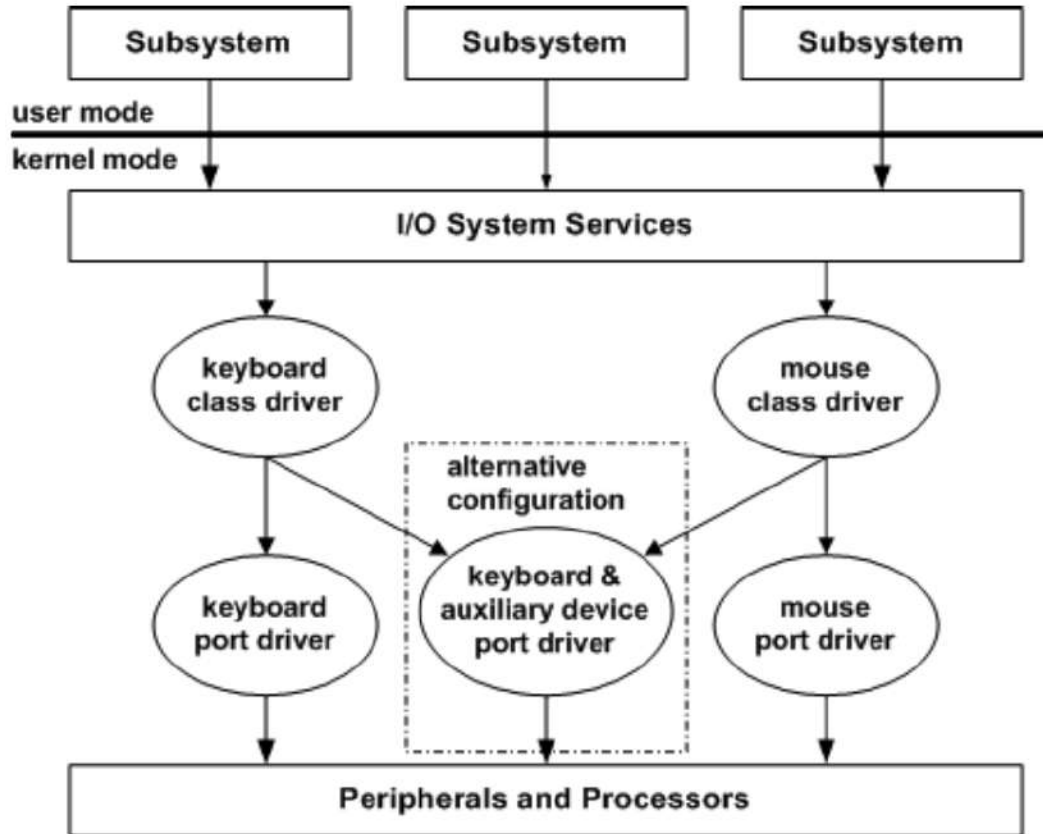 Subsystem
Subsystem
Subsystem
user mode
kernel mode
I/O System Services
keyboard
class driver
mouse
class driver
alternative
configuration
keyboard
port driver
keyboard &
auxiliary device
port driver
mouse
port driver
Peripherals and Processors